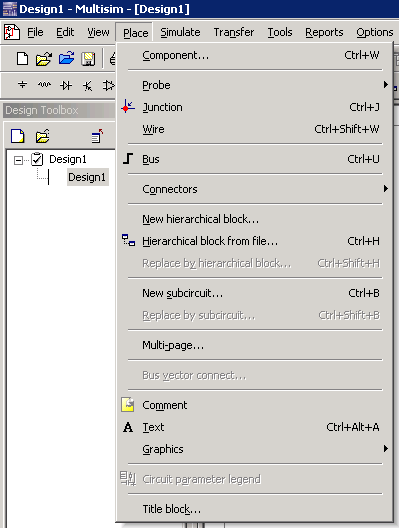 Design1 - Multisim - [Design1]
File Edit View Place Simulate Transfer Tools Reports Options
Component... Ctrl+W
Design Toolbox
Probe
Junction Ctrl+J
Wire Ctrl+Shift+W
Design1
Bus Ctrl+U
Design1
Connectors
New hierarchical block...
Hierarchical block from file... Ctrl+H
Replace by hierarchical block... Ctrl+Shift+H
New subcircuit... Ctrl+B
Replace by subcircuit... Ctrl+Shift+B
Multi-page...
Bus vector connect...
Comment
A Text Ctrl+Alt+A
Graphics
Circuit parameter legend
Title block...